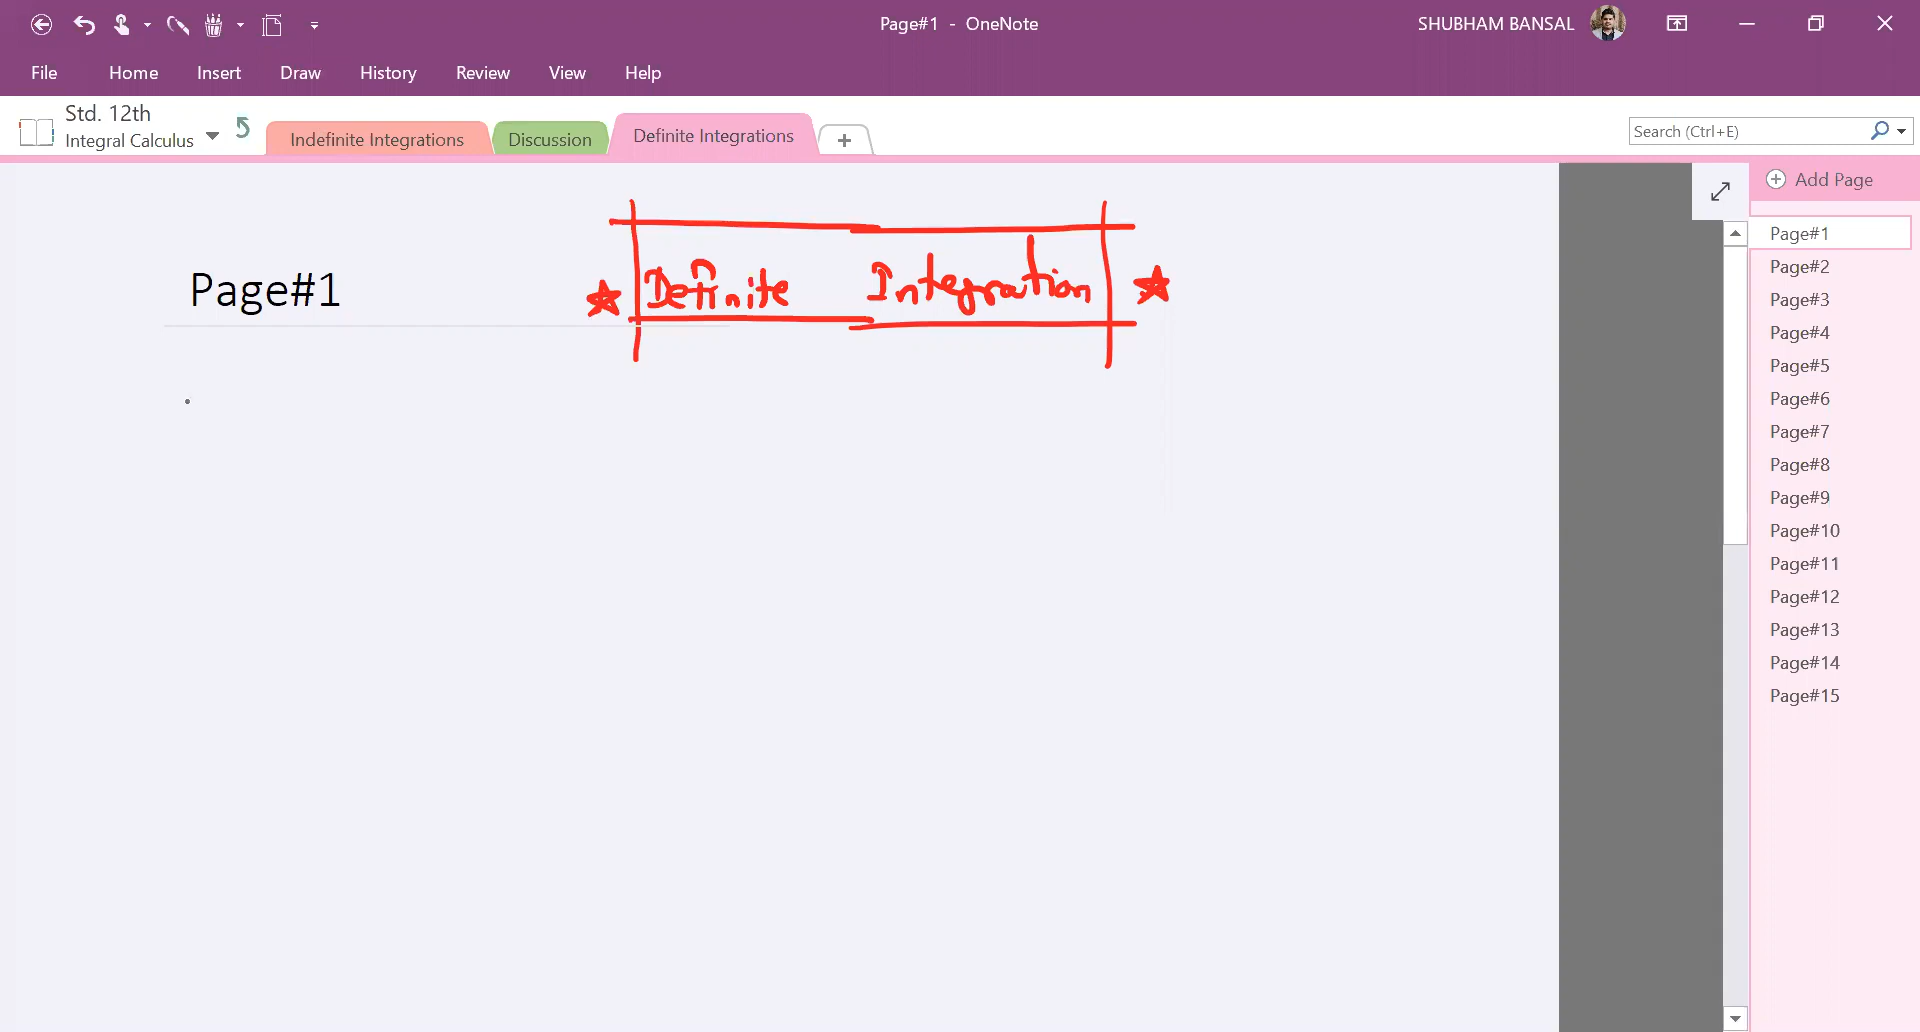 Page#1 - OneNote
SHUBHAM BANSAL
File Home Insert Draw History Review View Help
Std. 12th
Integral Calculus
Indefinite Integrations
Discussion
Definite Integrations
Search (Ctrl+E)
Add Page
Page#1
Definite Integration
Page#1
Page#2
Page#3
Page#4
Page#5
Page#6
Page#7
Page#8
Page#9
Page#10
Page#11
Page#12
Page#13
Page#14
Page#15